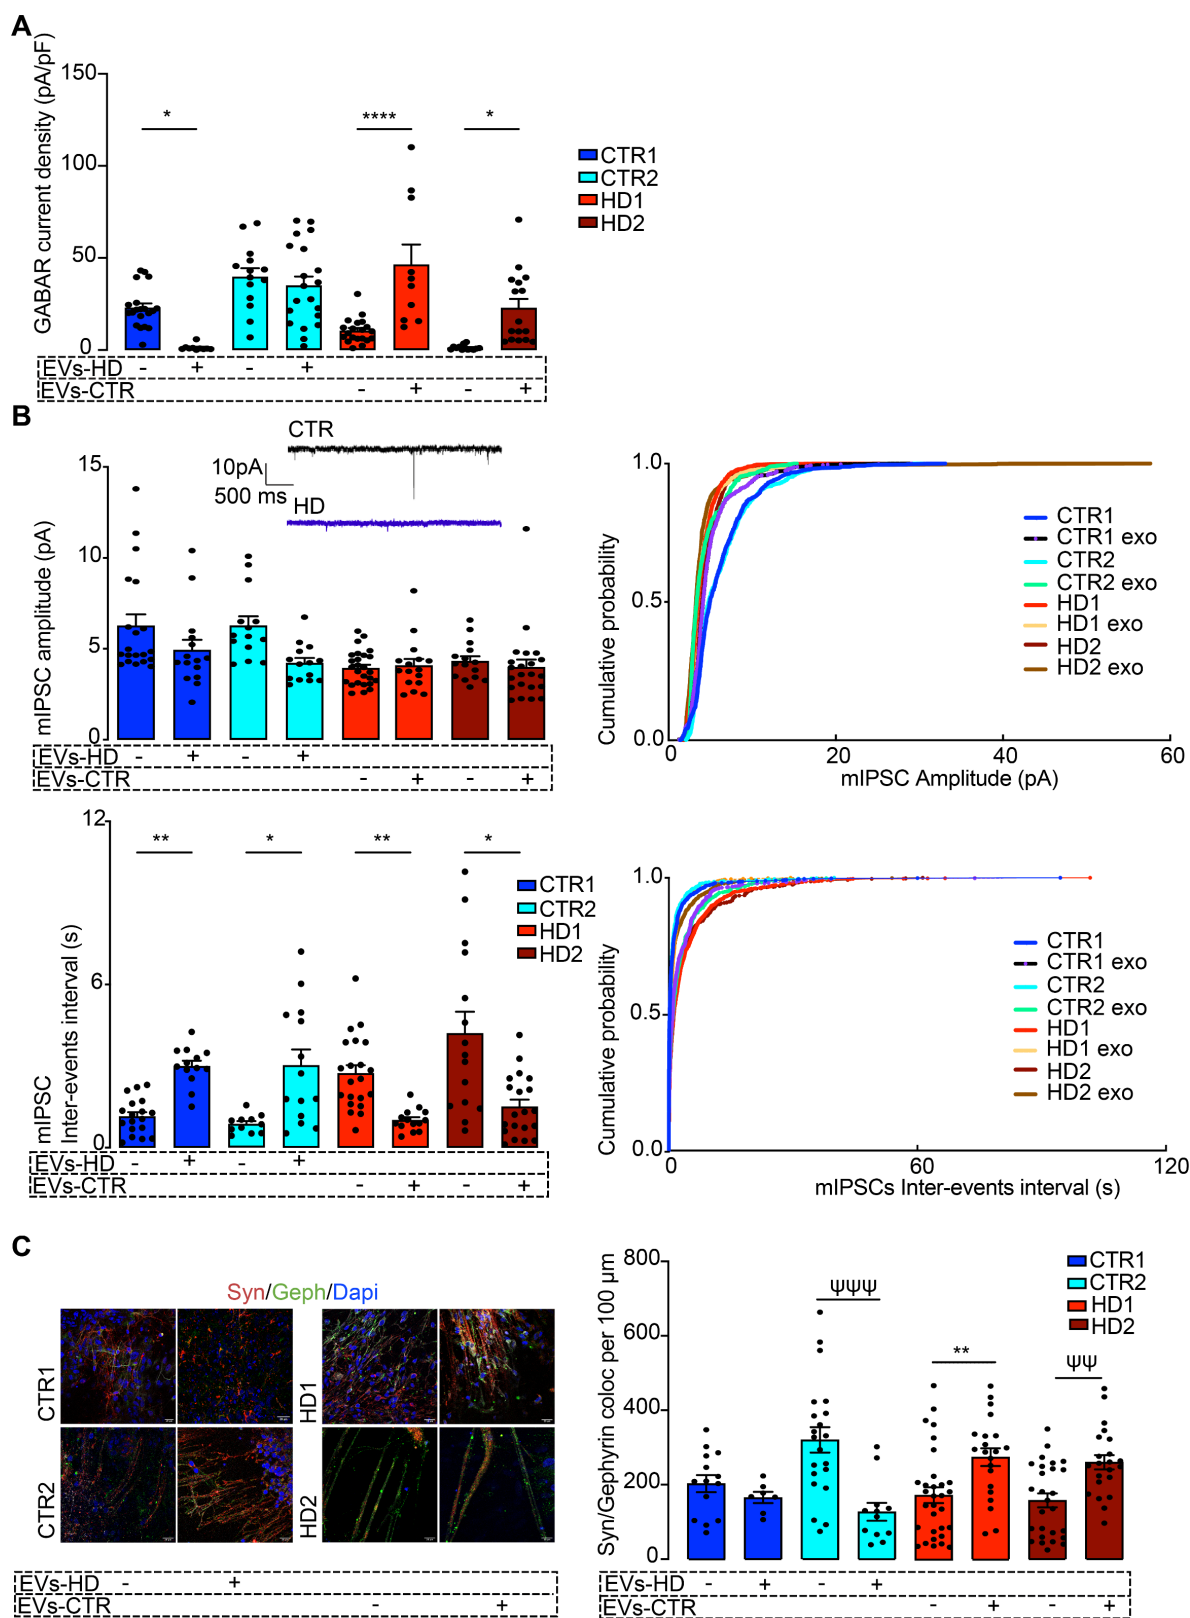 A
GABAR current density (pA/pF)
150
100
50
0
*
****
*
CTR1
CTR2
HD1
HD2
EVs-HD - + - +
EVs-CTR - + - +
B
mIPSC amplitude (pA)
15
10
5
0
CTR
10pA
500 ms
HD
EVs-HD - + - +
EVs-CTR - + - +
Cumulative probability
1.0
0.5
0.0
0 20 40 60
mIPSC Amplitude (pA)
CTR1
CTR1 exo
CTR2
CTR2 exo
HD1
HD1 exo
HD2
HD2 exo
mIPSC
Inter-events interval (s)
12
6
0
**
*
**
*
CTR1
CTR2
HD1
HD2
EVs-HD - + - +
EVs-CTR - + - +
Cumulative probability
1.0
0.5
0.0
0 60 120
mIPSCs Inter-events interval (s)
CTR1
CTR1 exo
CTR2
CTR2 exo
HD1
HD1 exo
HD2
HD2 exo
C
Syn/Geph/Dapi
CTR1
HD1
CTR2
HD2
EVs-HD - +
EVs-CTR - +
Syn/Gephyrin coloc per 100 µm
800
600
400
200
0
ψψψ
**
ψψ
CTR1
CTR2
HD1
HD2
EVs-HD - + - +
EVs-CTR - + - +